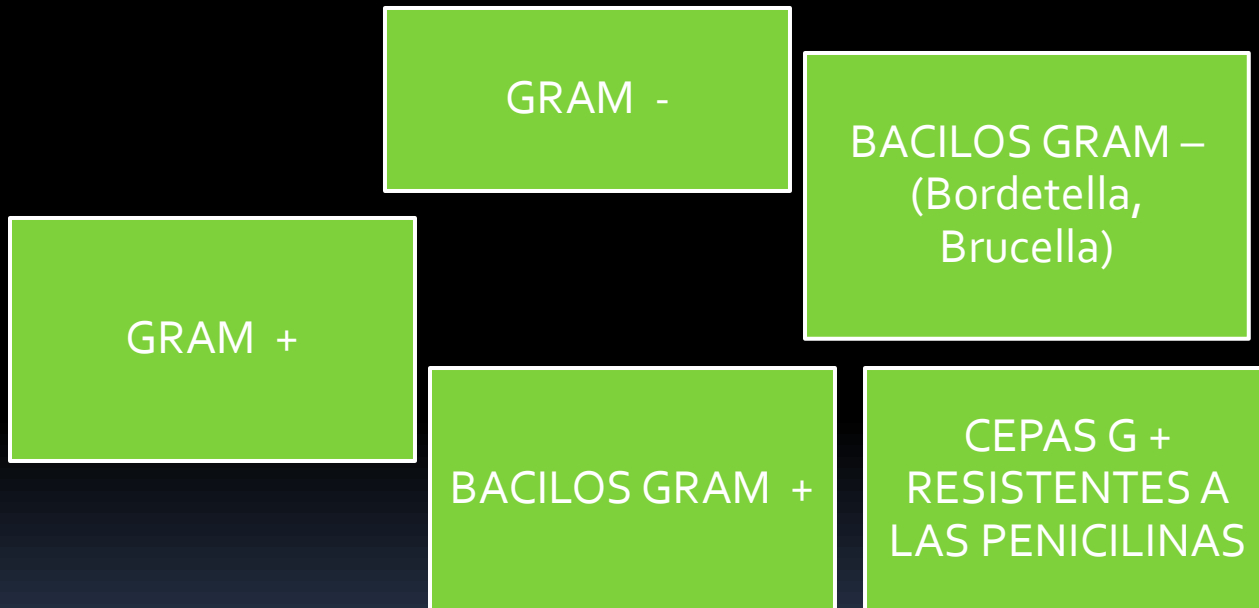 GRAM -
BACILOS GRAM –
(Bordetella,
Brucella)
GRAM +
BACILOS GRAM +
CEPAS G +
RESISTENTES A
LAS PENICILINAS